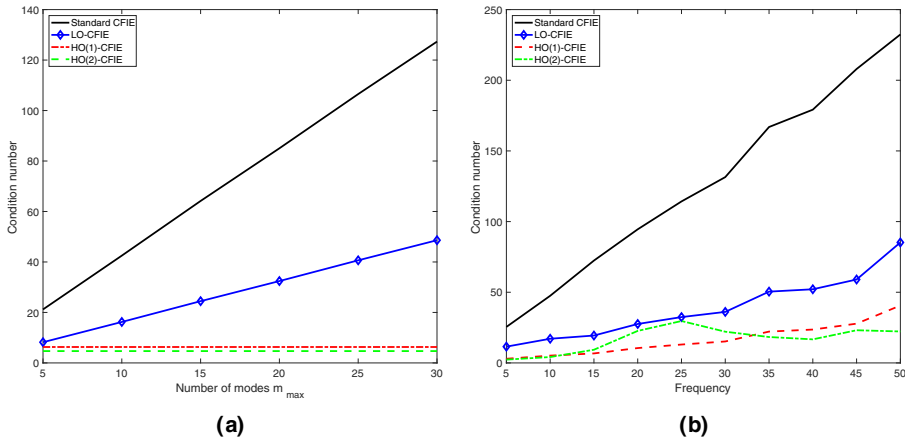 140
120
100
80
60
40
20
0
Condition number
Standard CFIE
LO-CFIE
HO(1)-CFIE
HO(2)-CFIE
5 10 15 20 25 30
Number of modes m max
(a)
250
200
150
100
50
0
Condition number
Standard CFIE
LO-CFIE
HO(1)-CFIE
HO(2)-CFIE
5 10 15 20 25 30 35 40 45 50
Frequency
(b)